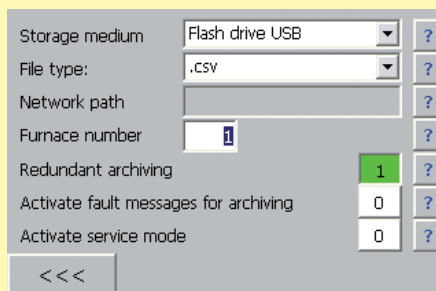 Storage medium Flash drive USB ?
File type: .csv ?
Network path ?
Furnace number 1 ?
Redundant archiving 1 ?
Activate fault messages for archiving 0 ?
Activate service mode 0 ?
<<<